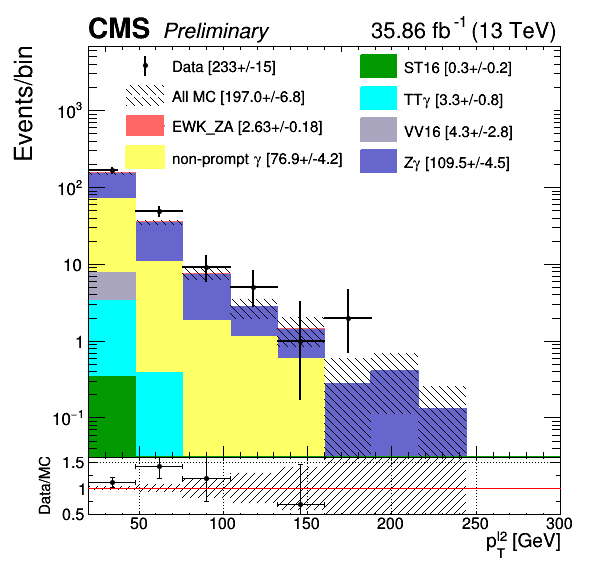 CMS Preliminary 35.86 fb⁻¹ (13 TeV)
Events/bin
Data [233+/-15]
All MC [197.0+/-6.8]
EWK_ZA [2.63+/-0.18]
non-prompt γ [76.9+/-4.2]
ST16 [0.3+/-0.2]
TTγ [3.3+/-0.8]
VV16 [4.3+/-2.8]
Zγ [109.5+/-4.5]
10³
10²
10
1
10⁻¹
Data/MC
1.5
1
0.5
50 100 150 200 250 300
p_T^l2 [GeV]